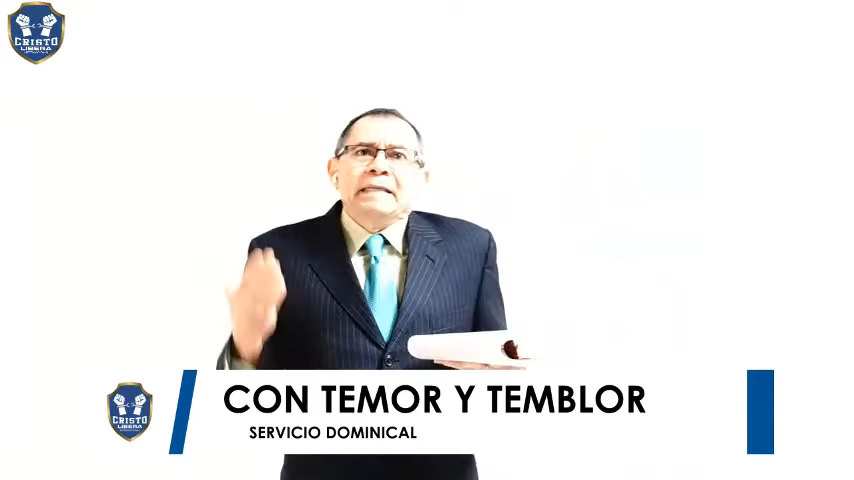 CRISTO
LIBERA
CON TEMOR Y TEMBLOR
SERVICIO DOMINICAL
CRISTO
LIBERA